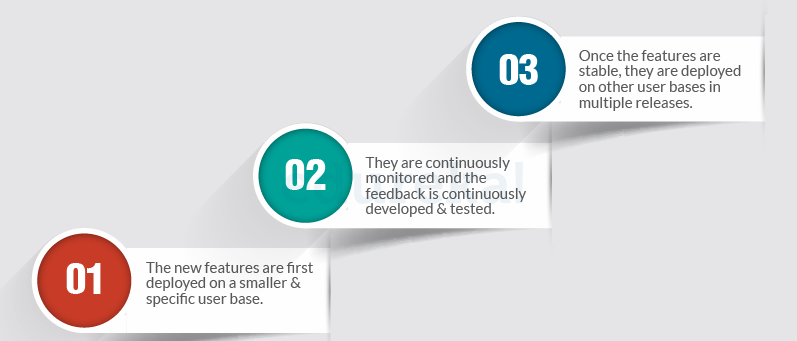 03
Once the features are
stable, they are deployed
on other user bases in
multiple releases.
02
They are continuously
monitored and the
feedback is continuously
developed & tested.
01
The new features are first
deployed on a smaller &
specific user base.